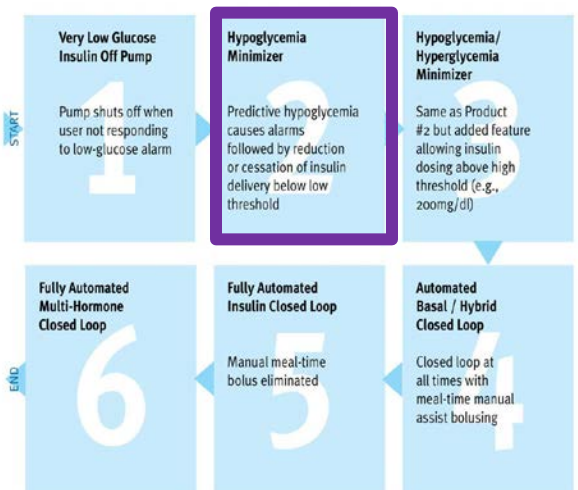 START
1
Very Low Glucose
Insulin Off Pump
Pump shuts off when
user not responding
to low-glucose alarm
2
Hypoglycemia
Minimizer
Predictive hypoglycemia
causes alarms
followed by reduction
or cessation of insulin
delivery below low
threshold
3
Hypoglycemia/
Hyperglycemia
Minimizer
Same as Product
#2 but added feature
allowing insulin
dosing above high
threshold (e.g.,
200mg/dl)
4
Automated
Basal / Hybrid
Closed Loop
Closed loop at
all times with
meal-time manual
assist bolusing
5
Fully Automated
Insulin Closed Loop
Manual meal-time
bolus eliminated
6
Fully Automated
Multi-Hormone
Closed Loop
END